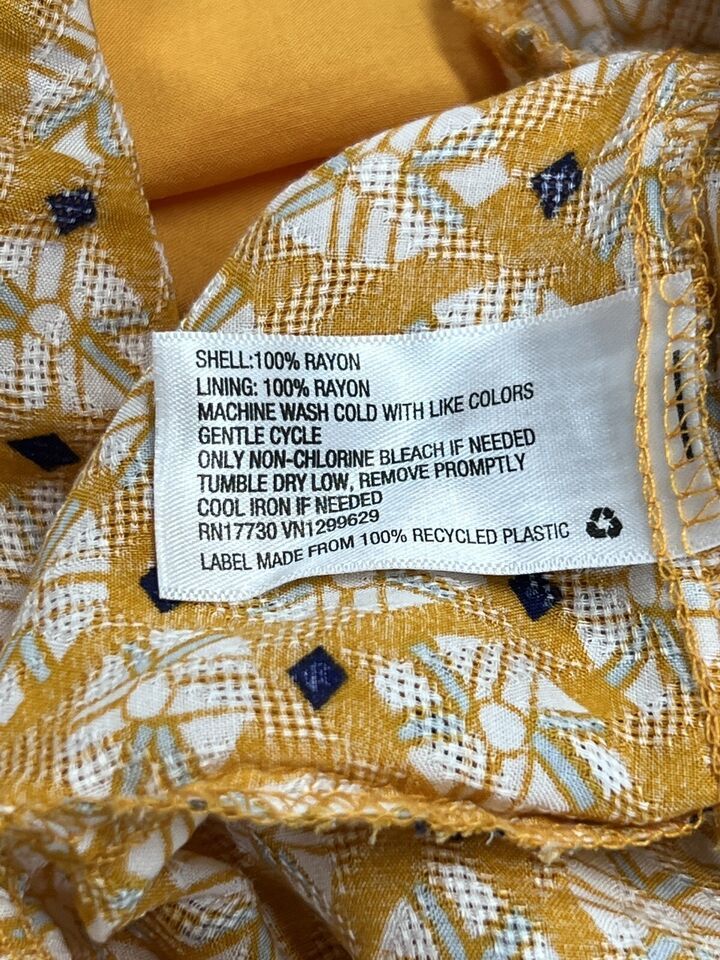 SHELL:100% RAYON
LINING: 100% RAYON
MACHINE WASH COLD WITH LIKE COLORS
GENTLE CYCLE
ONLY NON-CHLORINE BLEACH IF NEEDED
TUMBLE DRY LOW, REMOVE PROMPTLY
COOL IRON IF NEEDED
RN17730 VN1299629
LABEL MADE FROM 100% RECYCLED PLASTIC